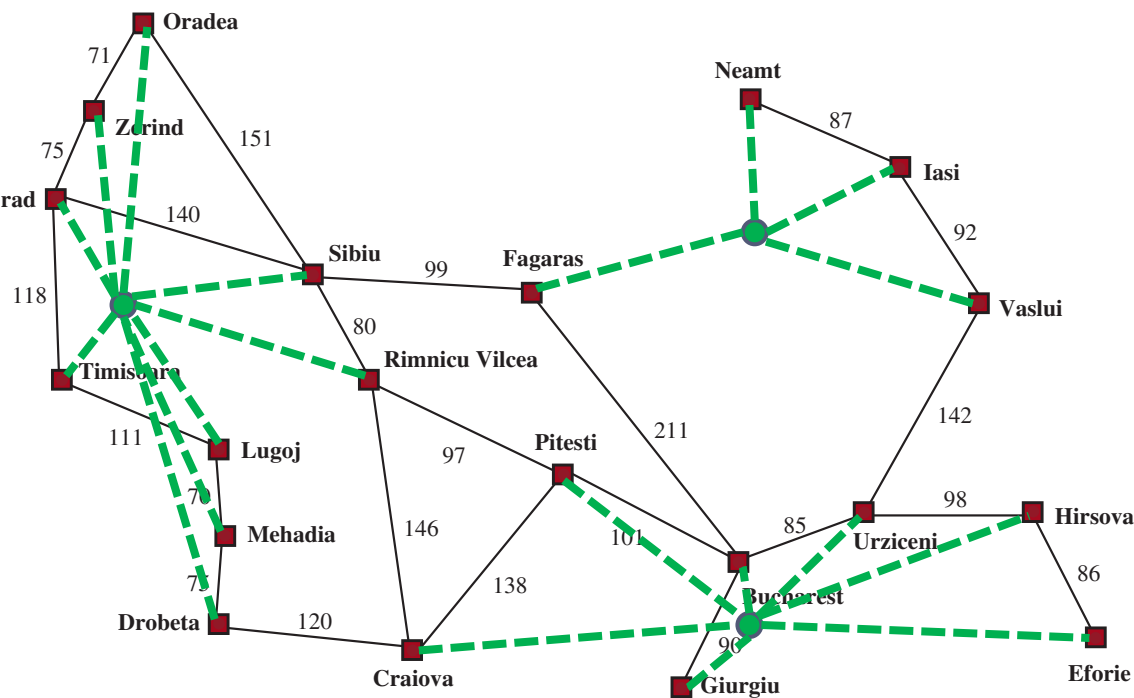 Oradea
71
Neamt
87
Zerind
151
75
Iasi
rad
140
92
Sibiu
99
Fagaras
118
Vaslui
80
Timisoara
Rimnicu Vilcea
142
111
211
Lugoj
97
Pitesti
70
98
Hirsova
85
Mehadia
146
101
Urziceni
75
138
86
Bucharest
Drobeta
120
90
Craiova
Giurgiu
Eforie